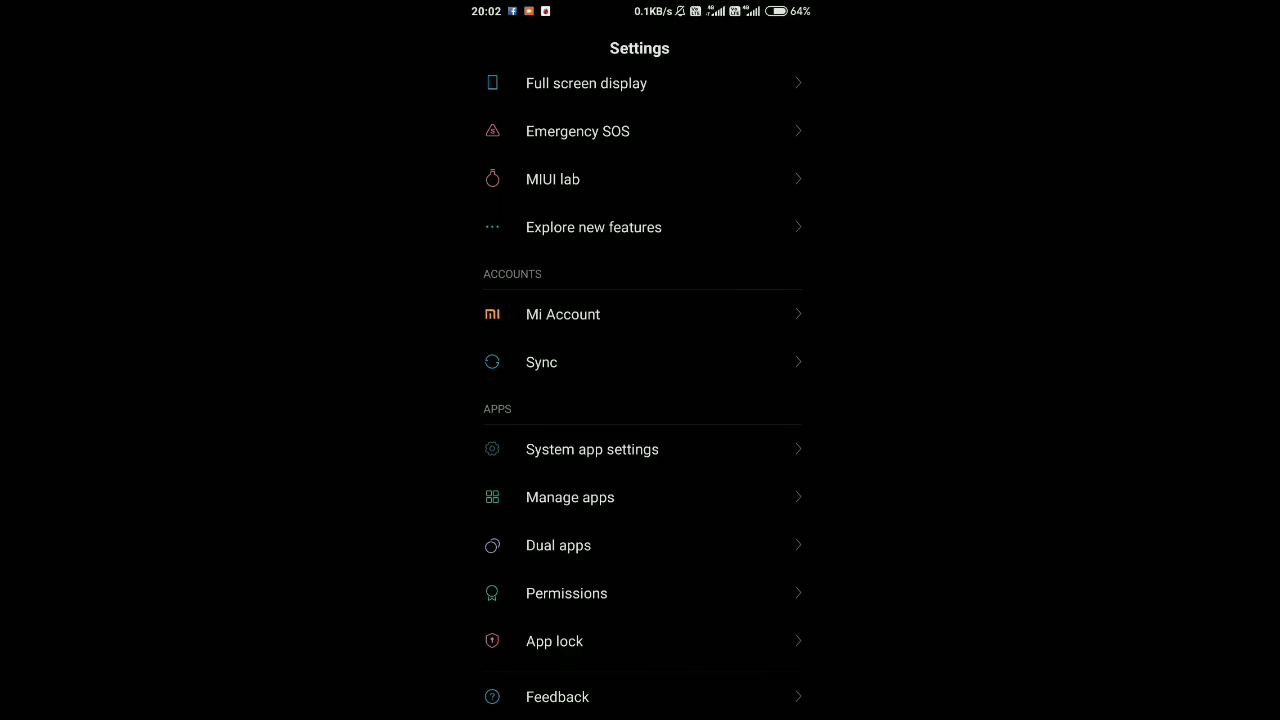 20:02 0.1KB/s 64%
Settings
Full screen display
Emergency SOS
MIUI lab
Explore new features
ACCOUNTS
Mi Account
Sync
APPS
System app settings
Manage apps
Dual apps
Permissions
App lock
Feedback